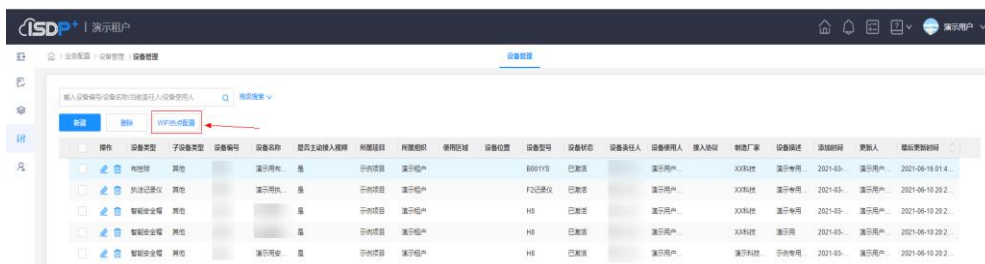 ISDP+ | 演示租户
演示用户
业务配置 > 设备管理 > 设备管理
设备管理
输入设备编号/设备名称/当前责任人/设备使用人 高级搜索
新建 删除 WIFI热点配置
操作 设备类型 子设备类型 设备编号 设备名称 是否主动接入视频 所属项目 所属组织 使用区域 设备位置 设备型号 设备状态 设备责任人 设备使用人 接入协议 制造厂家 设备描述 添加时间 更新人 最后更新时间
布控球 其他 演示用布... 是 示例项目 演示租户 B001YS 已激活 演示用户... XX科技 演示专用... 2021-03-... 演示用户... 2021-06-16 01:4...
执法记录仪 其他 演示用执... 是 示例项目 演示租户 F2记录仪 已激活 演示用户... XX科技 演示专用... 2021-03-... 演示用户... 2021-06-10 20:2...
智能安全帽 其他 是 示例项目 演示租户 H8 已激活 演示用户... XX科技 演示专用 2021-03-... 演示用户... 2021-06-10 20:2...
智能安全帽 其他 是 示例项目 演示租户 H8 已激活 演示用户... XX科技 演示用 2021-03-... 演示用户... 2021-06-10 20:2...
智能安全帽 其他 演示用安... 是 示例项目 演示租户 H8 已激活 演示用户... 演示科技... 示例专用... 2021-03-... 演示用户... 2021-06-10 20:2...